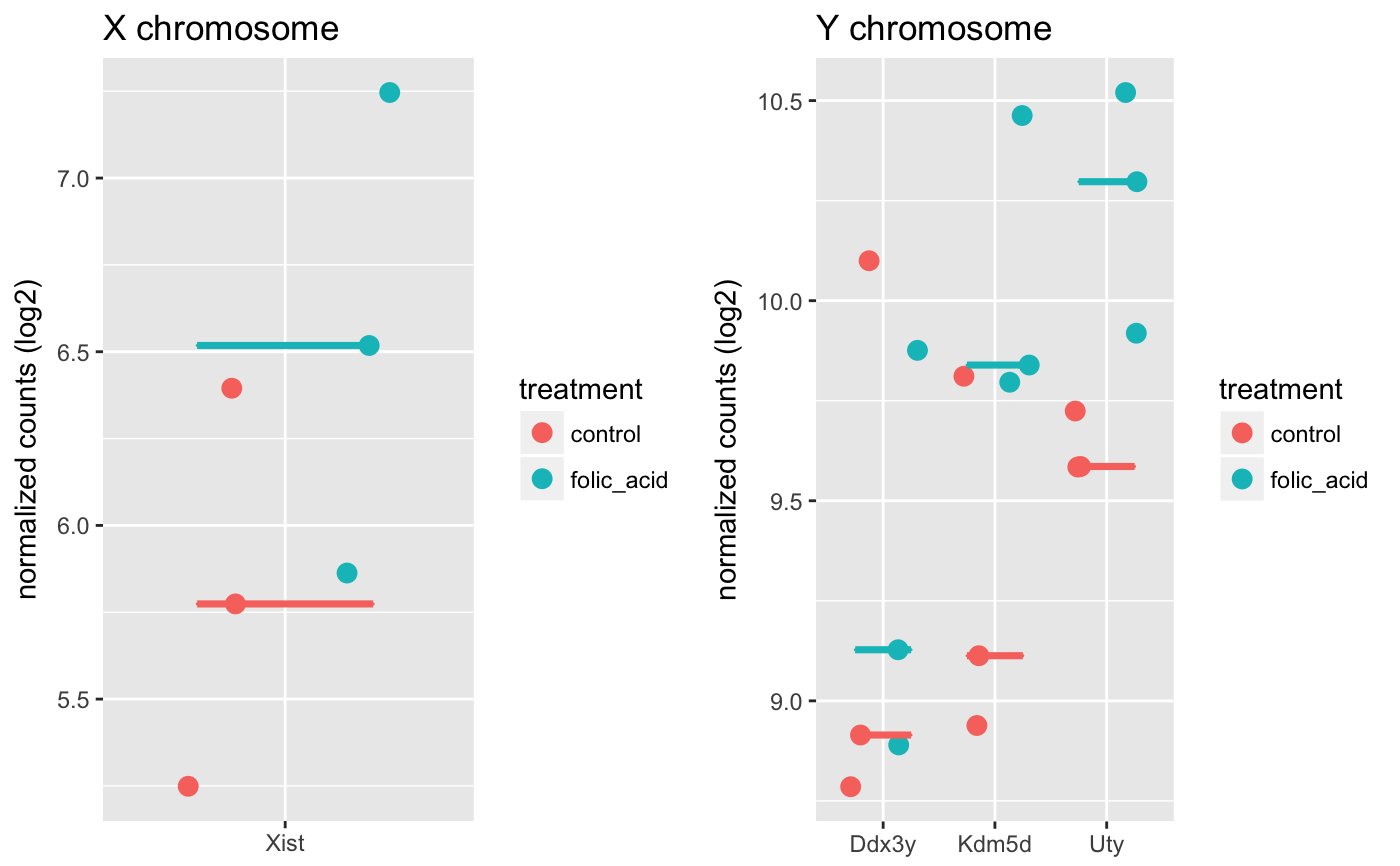 X chromosome
normalized counts (log2)
7.0
6.5
6.0
5.5
Xist
treatment
control
folic_acid
Y chromosome
normalized counts (log2)
10.5
10.0
9.5
9.0
Ddx3y Kdm5d Uty
treatment
control
folic_acid